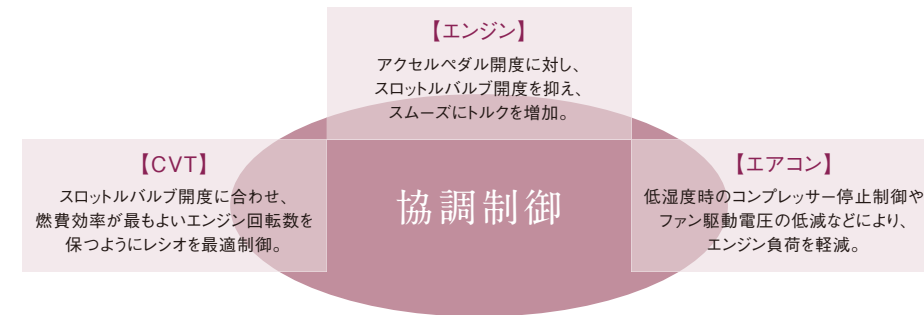 【エンジン】
アクセルペダル開度に対し、
スロットルバルブ開度を抑え、
スムーズにトルクを増加。
【CVT】
スロットルバルブ開度に合わせ、
燃費効率が最もよいエンジン回転数を
保つようにレシオを最適制御。
協調制御
【エアコン】
低湿度時のコンプレッサー停止制御や
ファン駆動電圧の低減などにより、
エンジン負荷を軽減。